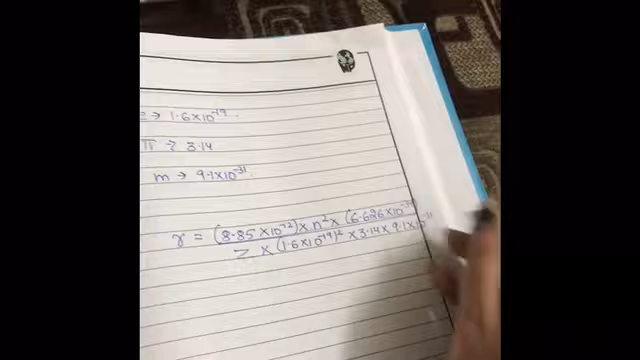 e → 1.6×10⁻¹⁹.
π → 3.14
m → 9.1×10⁻³¹.
r = (8.85×10⁻¹²)×n²×(6.626×10⁻³⁴
Z × (1.6×10⁻¹⁹)² ×3.14×9.1×10⁻³¹